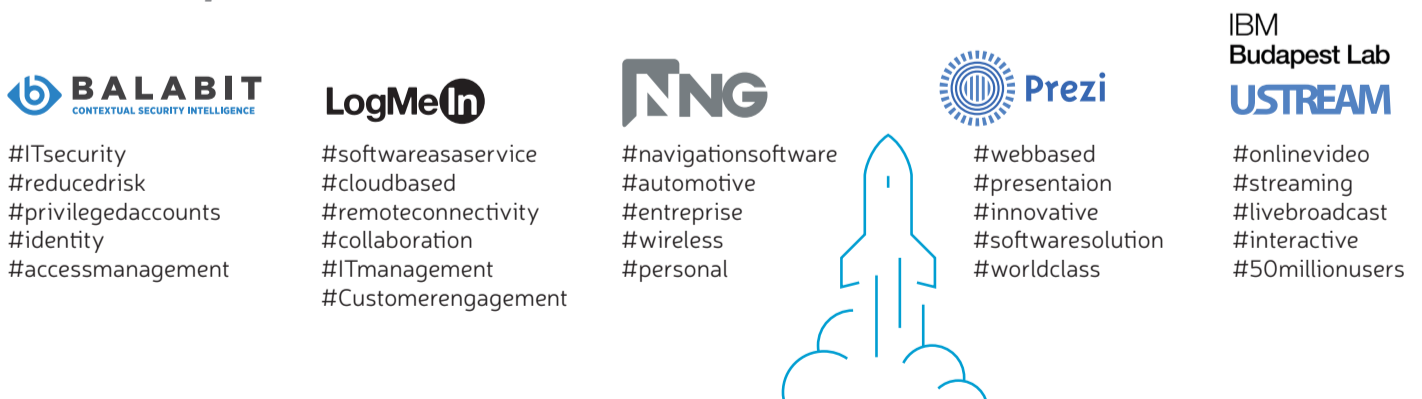 BALABIT
CONTEXTUAL SECURITY INTELLIGENCE
#ITsecurity
#reducedrisk
#privilegedaccounts
#identity
#accessmanagement
LogMeIn
#softwareasaservice
#cloudbased
#remoteconnectivity
#collaboration
#ITmanagement
#Customerengagement
NNG
#navigationsoftware
#automotive
#entreprise
#wireless
#personal
Prezi
#webbased
#presentaion
#innovative
#softwaresolution
#worldclass
IBM
Budapest Lab
USTREAM
#onlinevideo
#streaming
#livebroadcast
#interactive
#50millionusers